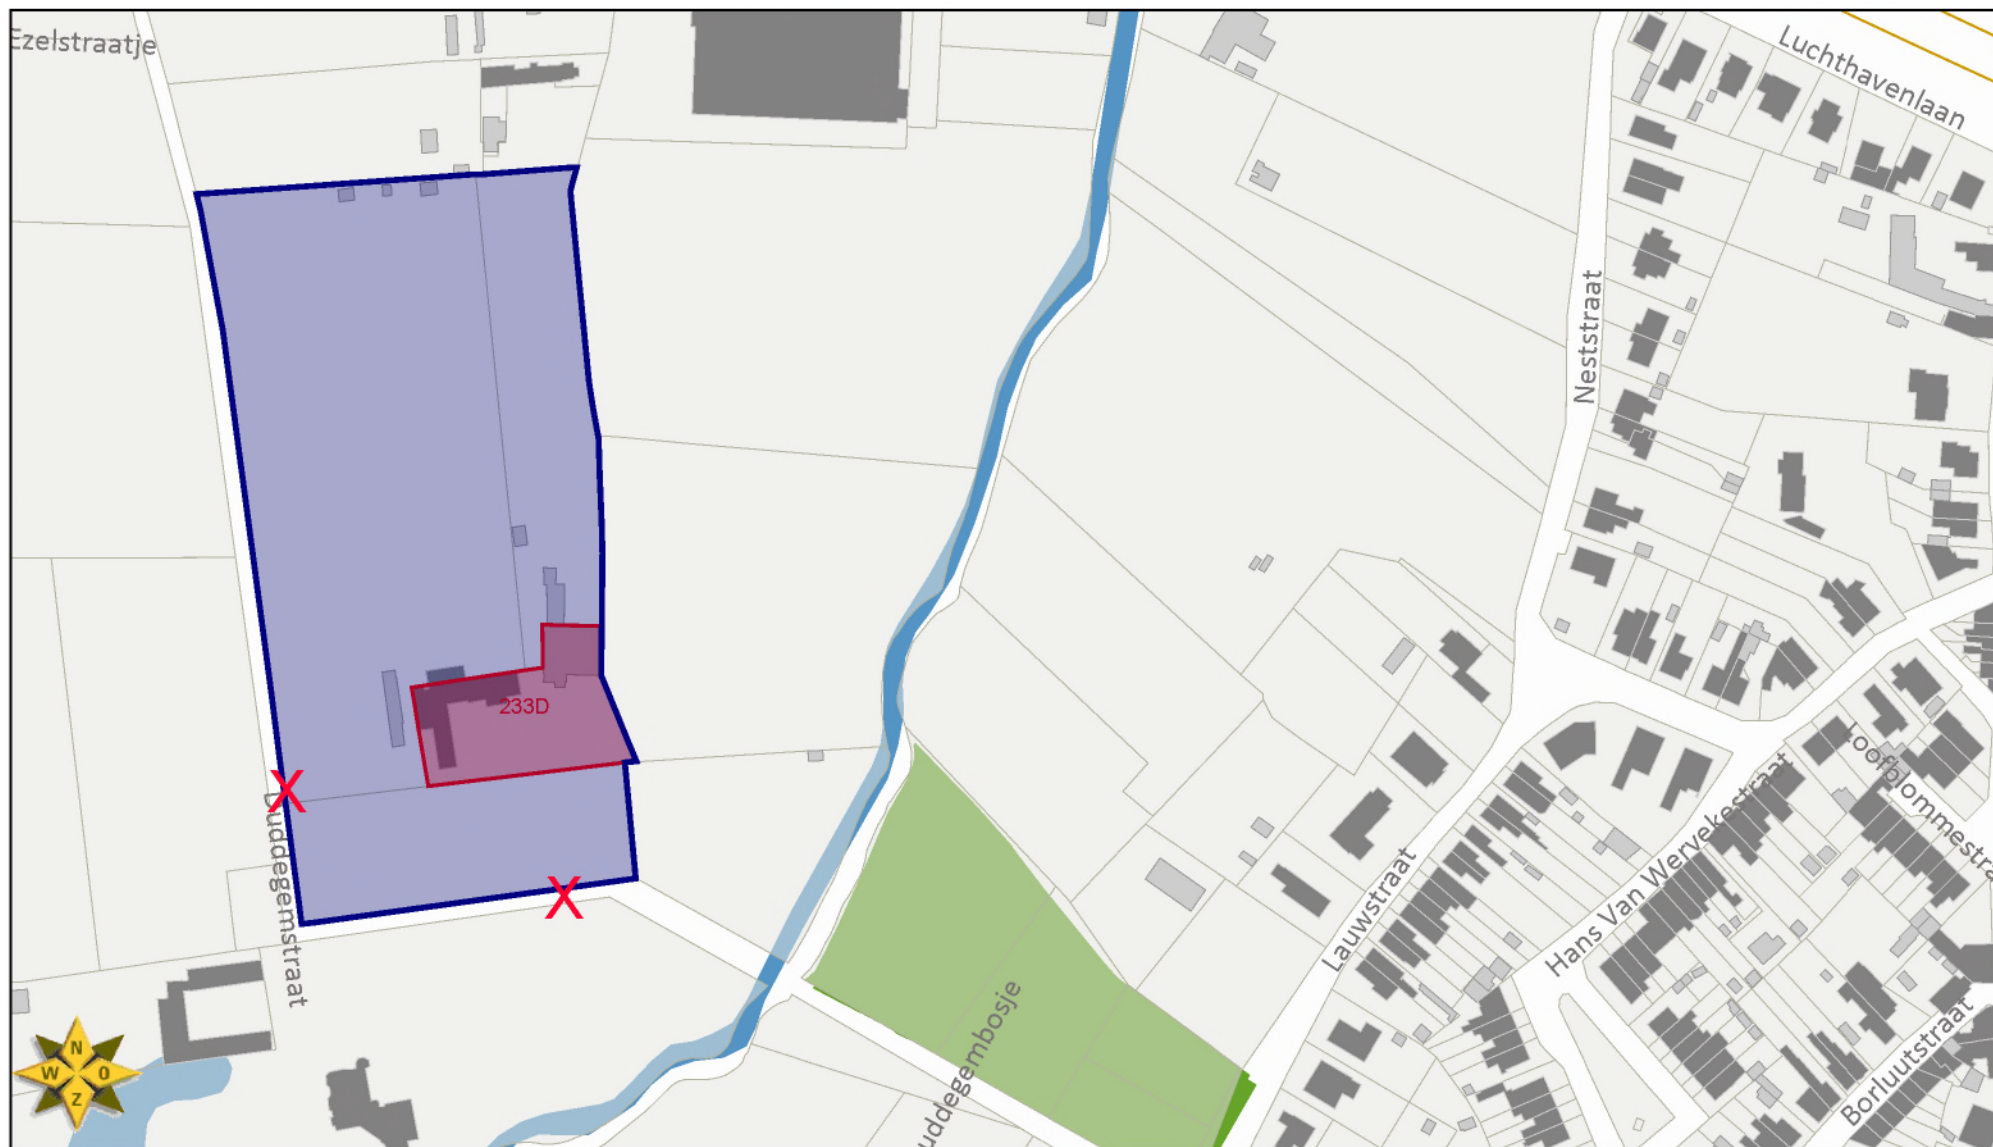 Ezelstraatje
Luchthavenlaan
Neststraat
233D
X
Duddegemstraat
X
Lauwstraat
Hans Van Wervekestraat
Loofblommestra
uddegembosje
Borluutstraat
N
W
O
Z